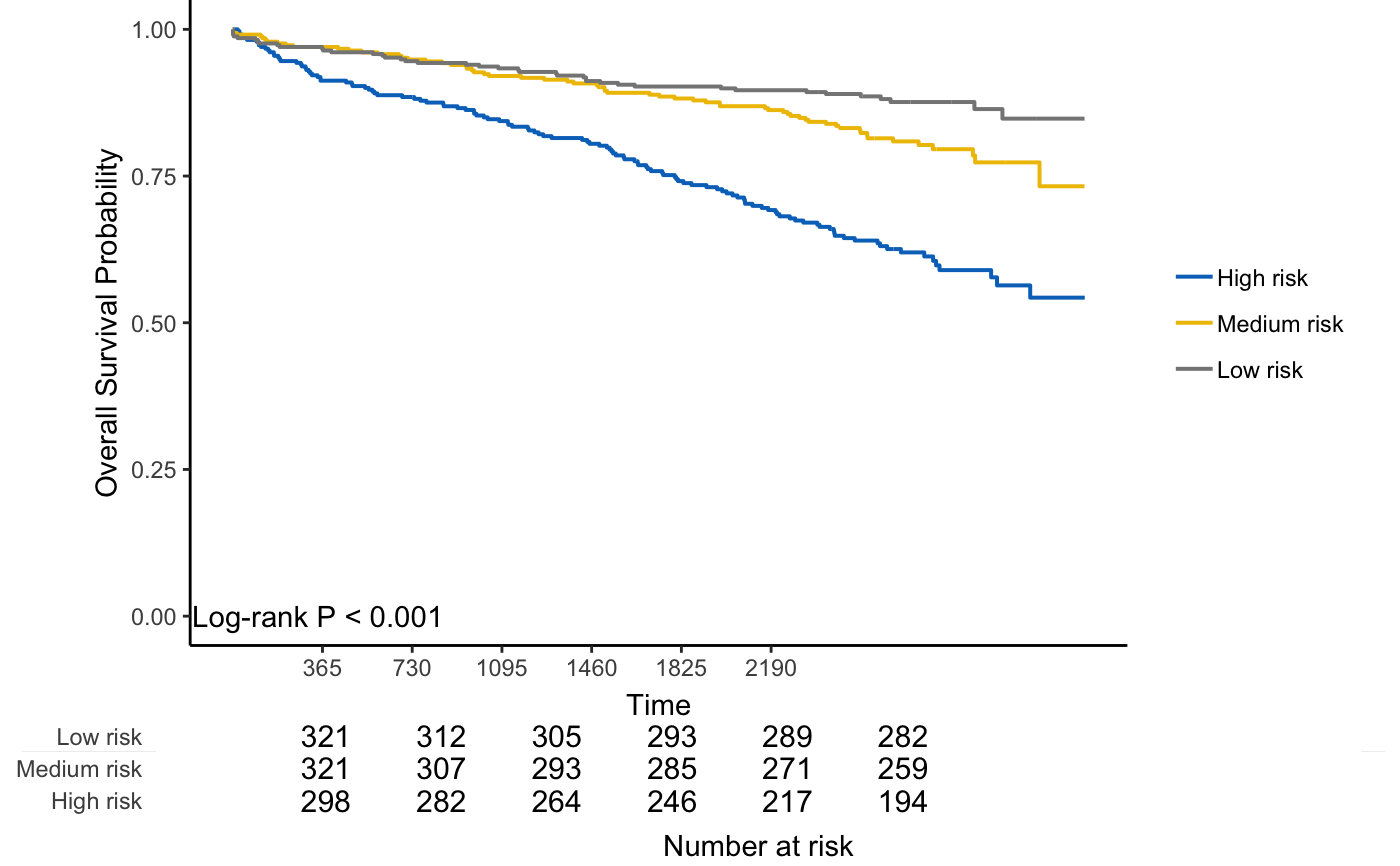 1.00
0.75
0.50
0.25
0.00
Overall Survival Probability
Log-rank P < 0.001
365 730 1095 1460 1825 2190
Time
High risk
Medium risk
Low risk
Low risk 321 312 305 293 289 282
Medium risk 321 307 293 285 271 259
High risk 298 282 264 246 217 194
Number at risk